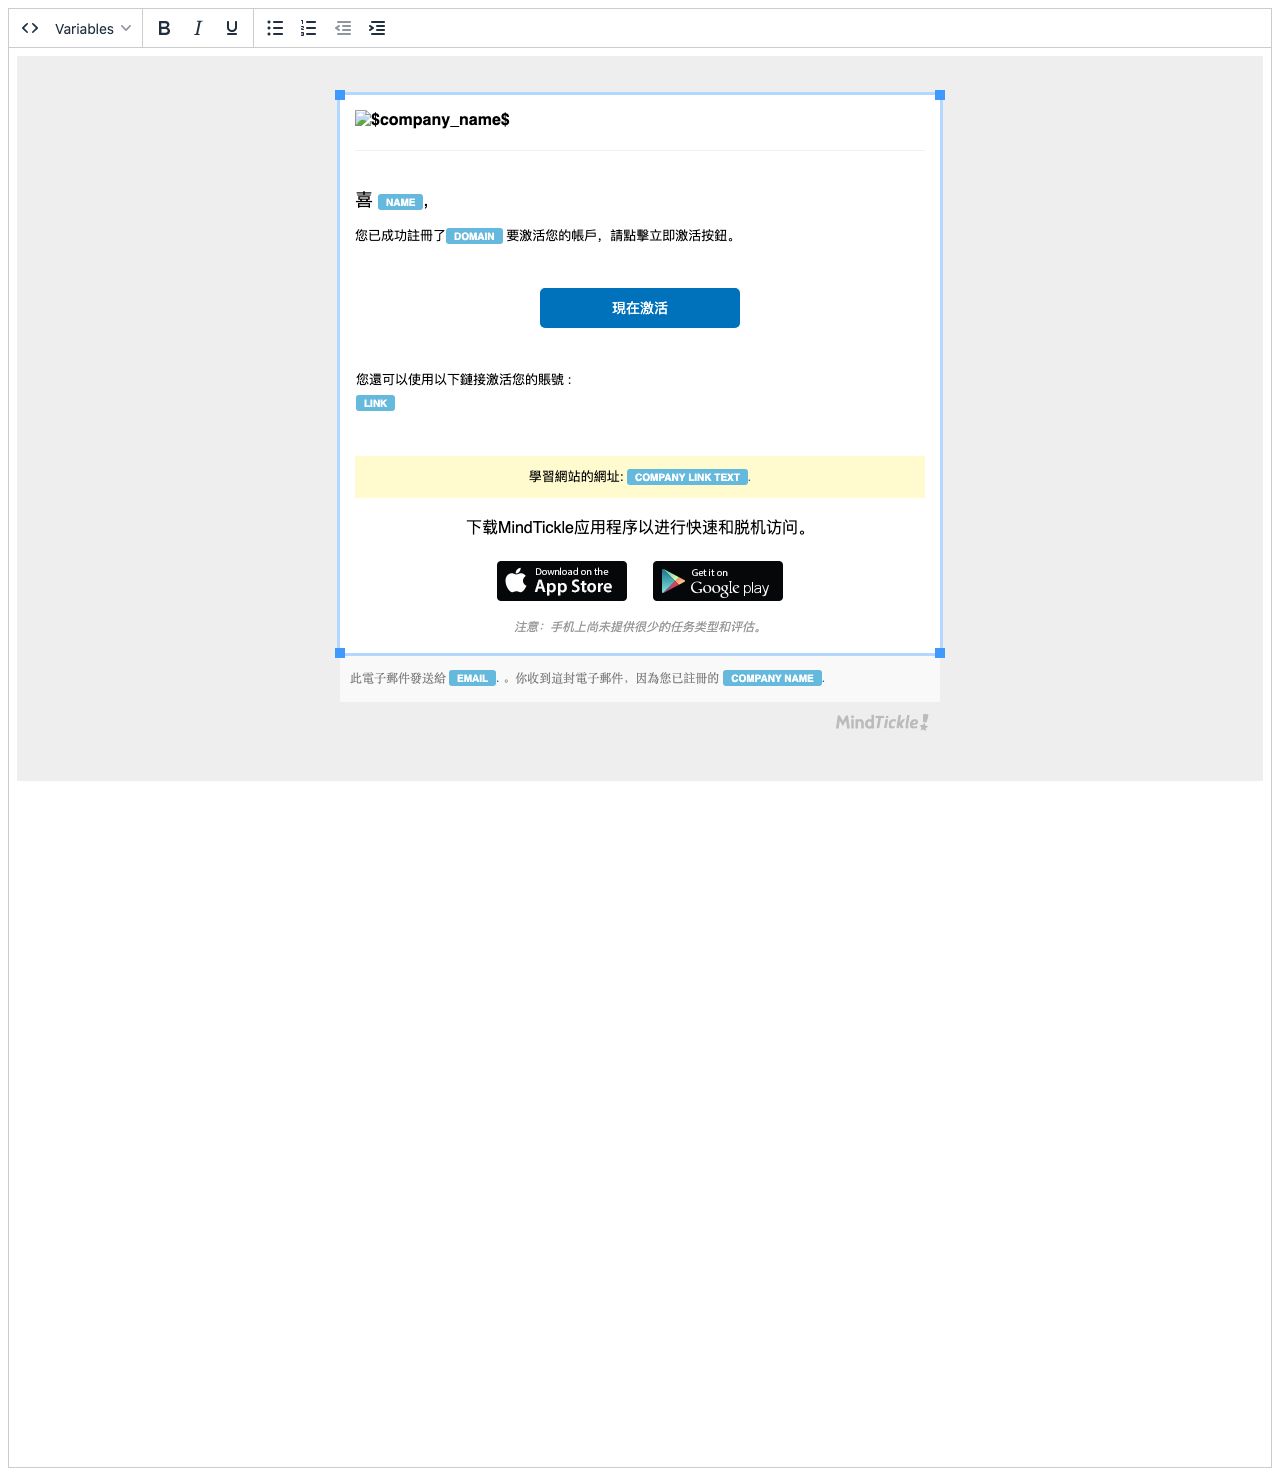 Variables
$company_name$
喜 NAME,
您已成功註冊了DOMAIN 要激活您的帳戶，請點擊立即激活按鈕。
現在激活
您還可以使用以下鏈接激活您的賬號：
LINK
學習網站的網址: COMPANY LINK TEXT.
下载MindTickle应用程序以进行快速和脱机访问。
Download on the App Store
Get it on Google play
注意：手机上尚未提供很少的任务类型和评估。
此電子郵件發送給 EMAIL. 。你收到這封電子郵件、因為您已註冊的 COMPANY NAME.
MindTickle!